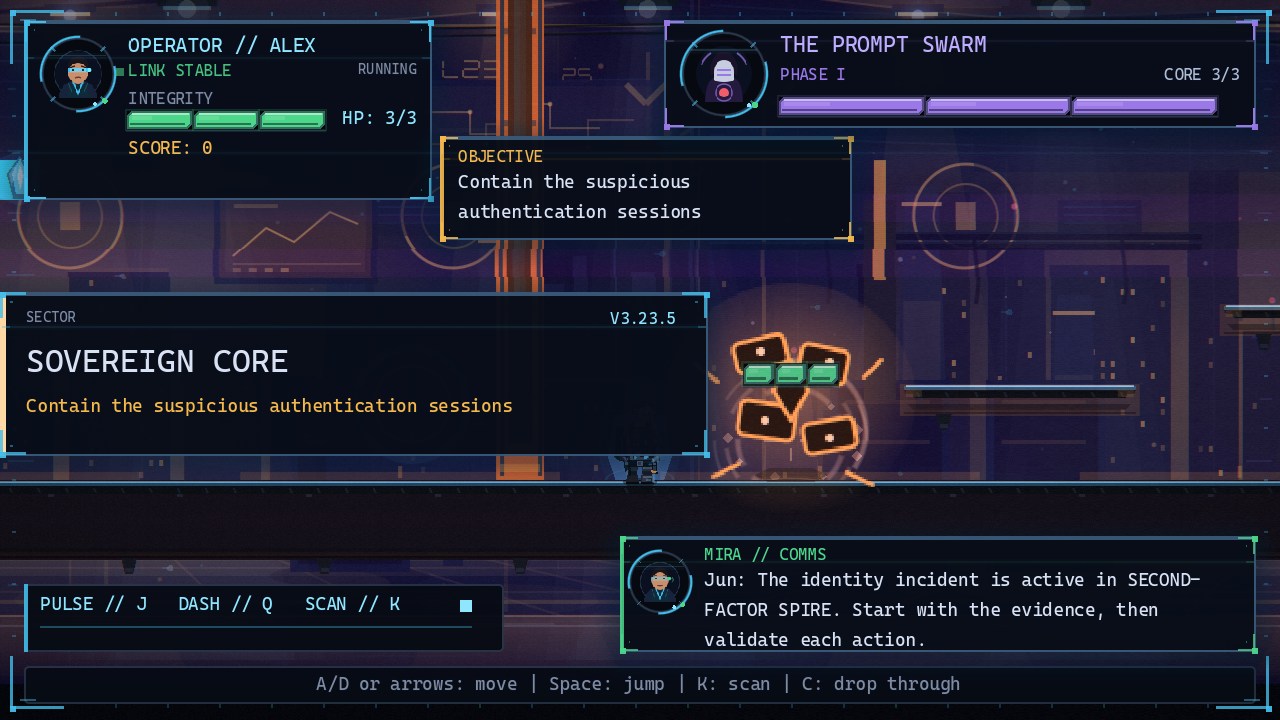 OPERATOR // ALEX
LINK STABLE
RUNNING
INTEGRITY
HP: 3/3
SCORE: 0
THE PROMPT SWARM
PHASE I
CORE 3/3
OBJECTIVE
Contain the suspicious
authentication sessions
SECTOR
V3.23.5
SOVEREIGN CORE
Contain the suspicious authentication sessions
MIRA // COMMS
Jun: The identity incident is active in SECOND-
FACTOR SPIRE. Start with the evidence, then
validate each action.
PULSE // J DASH // Q SCAN // K
A/D or arrows: move | Space: jump | K: scan | C: drop through